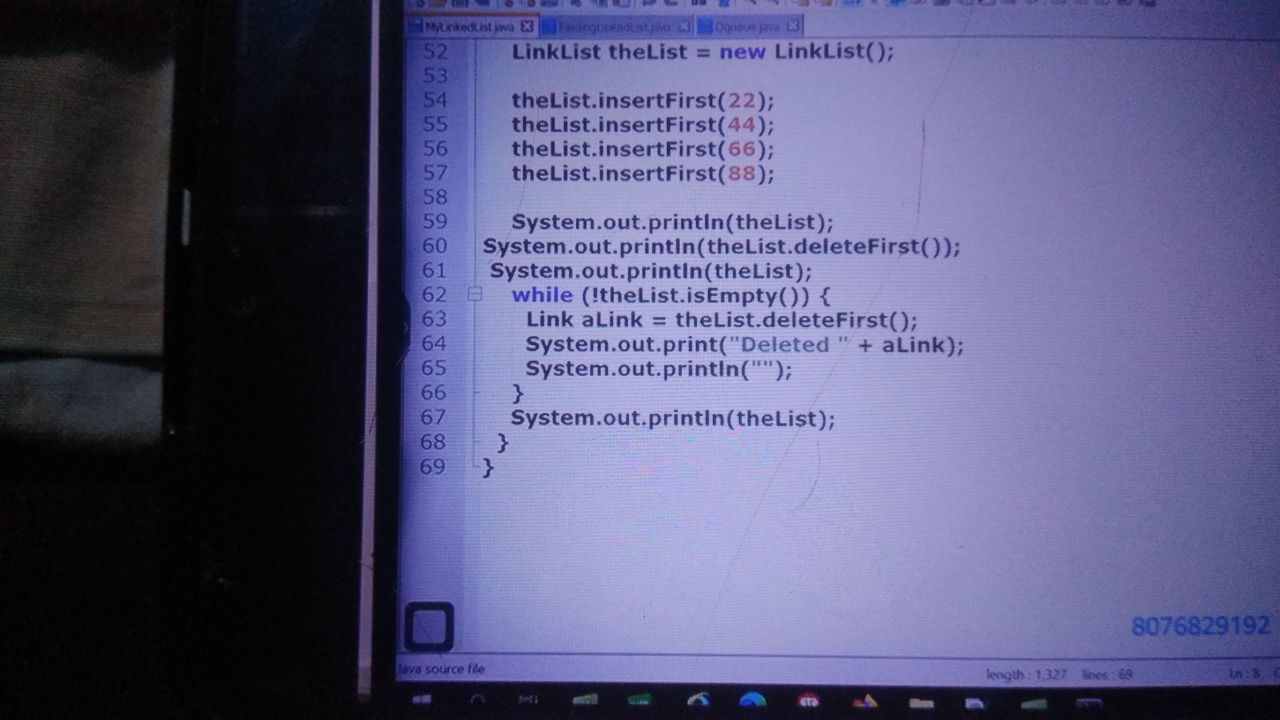 MyLinkedList.java FindingLinkedList.java Dqueue.java
52 LinkList theList = new LinkList();
53
54 theList.insertFirst(22);
55 theList.insertFirst(44);
56 theList.insertFirst(66);
57 theList.insertFirst(88);
58
59 System.out.println(theList);
60 System.out.println(theList.deleteFirst());
61 System.out.println(theList);
62 while (!theList.isEmpty()) {
63 Link aLink = theList.deleteFirst();
64 System.out.print("Deleted " + aLink);
65 System.out.println("");
66 }
67 System.out.println(theList);
68 }
69 }
8076829192
Java source file length : 1,327 lines : 69 Ln : 8